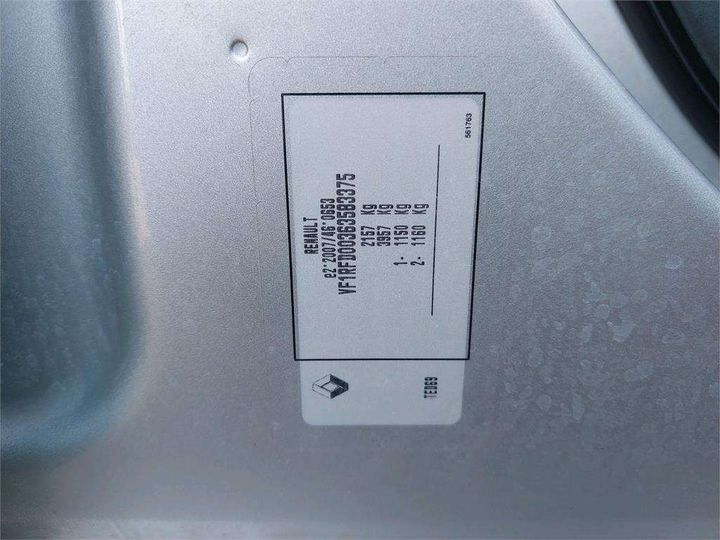 RENAULT
e2*2007/46*0653
VF1RFD00363583375
2157 Kg
3957 Kg
1- 1150 Kg
2- 1160 Kg
561763
TED69